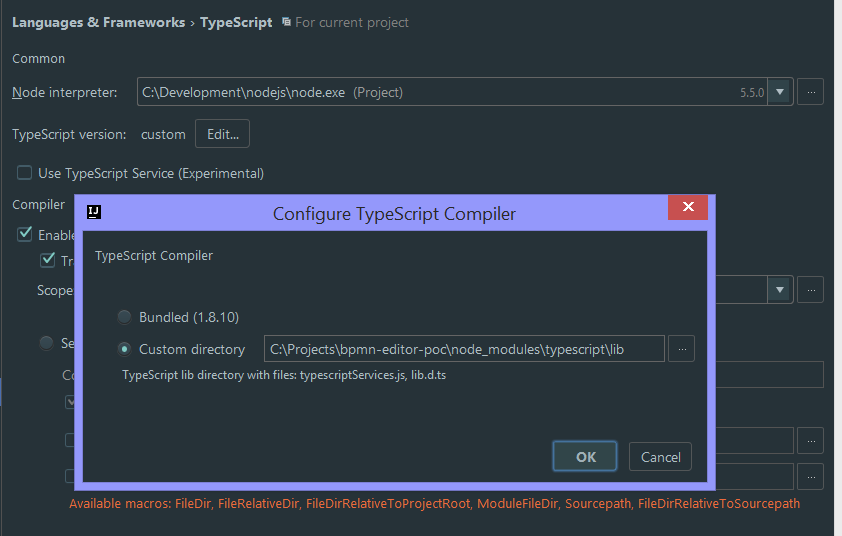 Languages & Frameworks › TypeScript For current project
Common
Node interpreter: C:\Development\nodejs\node.exe (Project) 5.5.0 ...
TypeScript version: custom Edit...
Use TypeScript Service (Experimental)
Compiler
IJ Configure TypeScript Compiler
Enable
TypeScript Compiler
Scope ...
Bundled (1.8.10)
Custom directory C:\Projects\bpmn-editor-poc\node_modules\typescript\lib ...
TypeScript lib directory with files: typescriptServices.js, lib.d.ts
...
OK Cancel
...
Available macros: FileDir, FileRelativeDir, FileDirRelativeToProjectRoot, ModuleFileDir, Sourcepath, FileDirRelativeToSourcepath